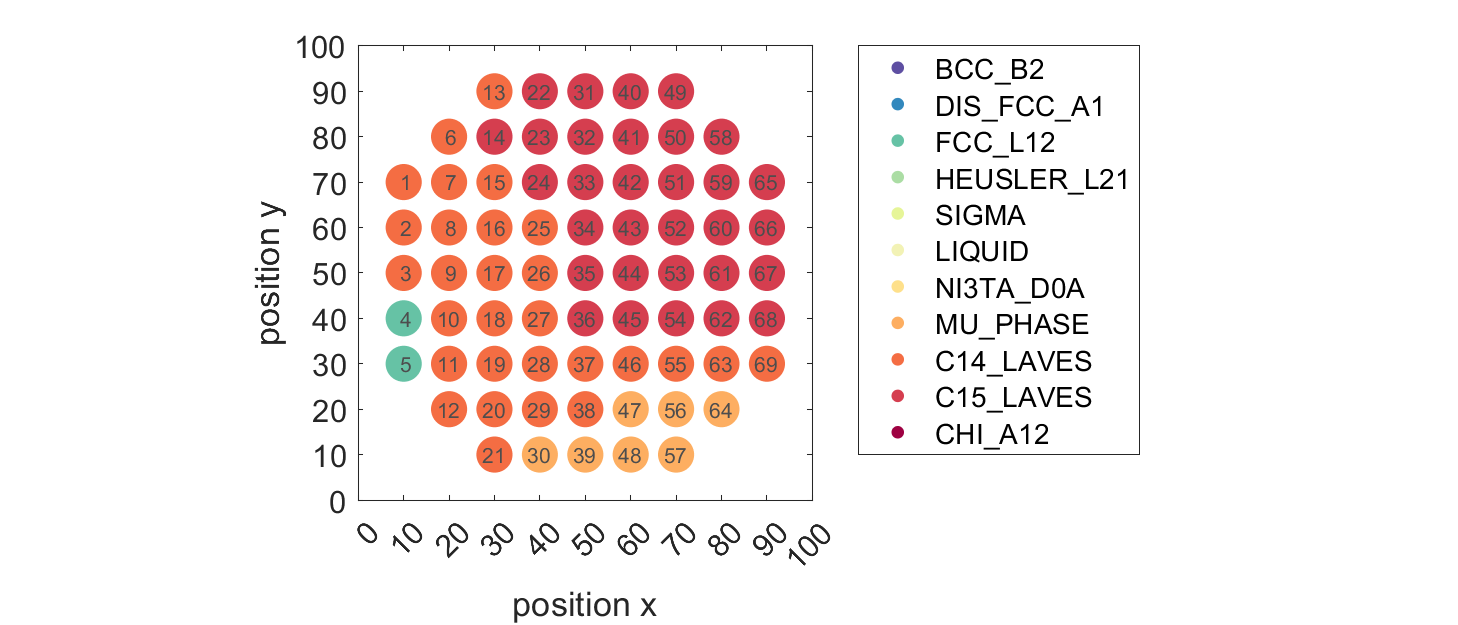 100
90 13 22 31 40 49
80 6 14 23 32 41 50 58
70 1 7 15 24 33 42 51 59 65
60 2 8 16 25 34 43 52 60 66
50 3 9 17 26 35 44 53 61 67
40 4 10 18 27 36 45 54 62 68
30 5 11 19 28 37 46 55 63 69
20 12 20 29 38 47 56 64
10 21 30 39 48 57
0
position y
0 10 20 30 40 50 60 70 80 90 100
position x
BCC_B2
DIS_FCC_A1
FCC_L12
HEUSLER_L21
SIGMA
LIQUID
NI3TA_D0A
MU_PHASE
C14_LAVES
C15_LAVES
CHI_A12